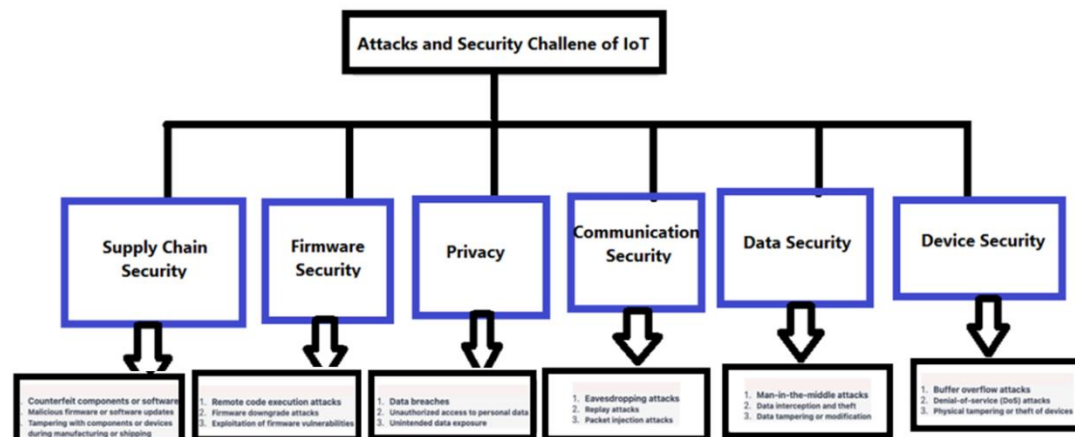 Attacks and Security Challene of IoT
Supply Chain
Security
Firmware
Security
Privacy
Communication
Security
Data Security
Device Security
Counterfeit components or software
Malicious firmware or software updates
Tampering with components or devices
during manufacturing or shipping
1. Remote code execution attacks
2. Firmware downgrade attacks
3. Exploitation of firmware vulnerabilities
1. Data breaches
2. Unauthorized access to personal data
3. Unintended data exposure
1. Eavesdropping attacks
2. Replay attacks
3. Packet injection attacks
1. Man-in-the-middle attacks
2. Data interception and theft
3. Data tampering or modification
1. Buffer overflow attacks
2. Denial-of-service (DoS) attacks
3. Physical tampering or theft of devices